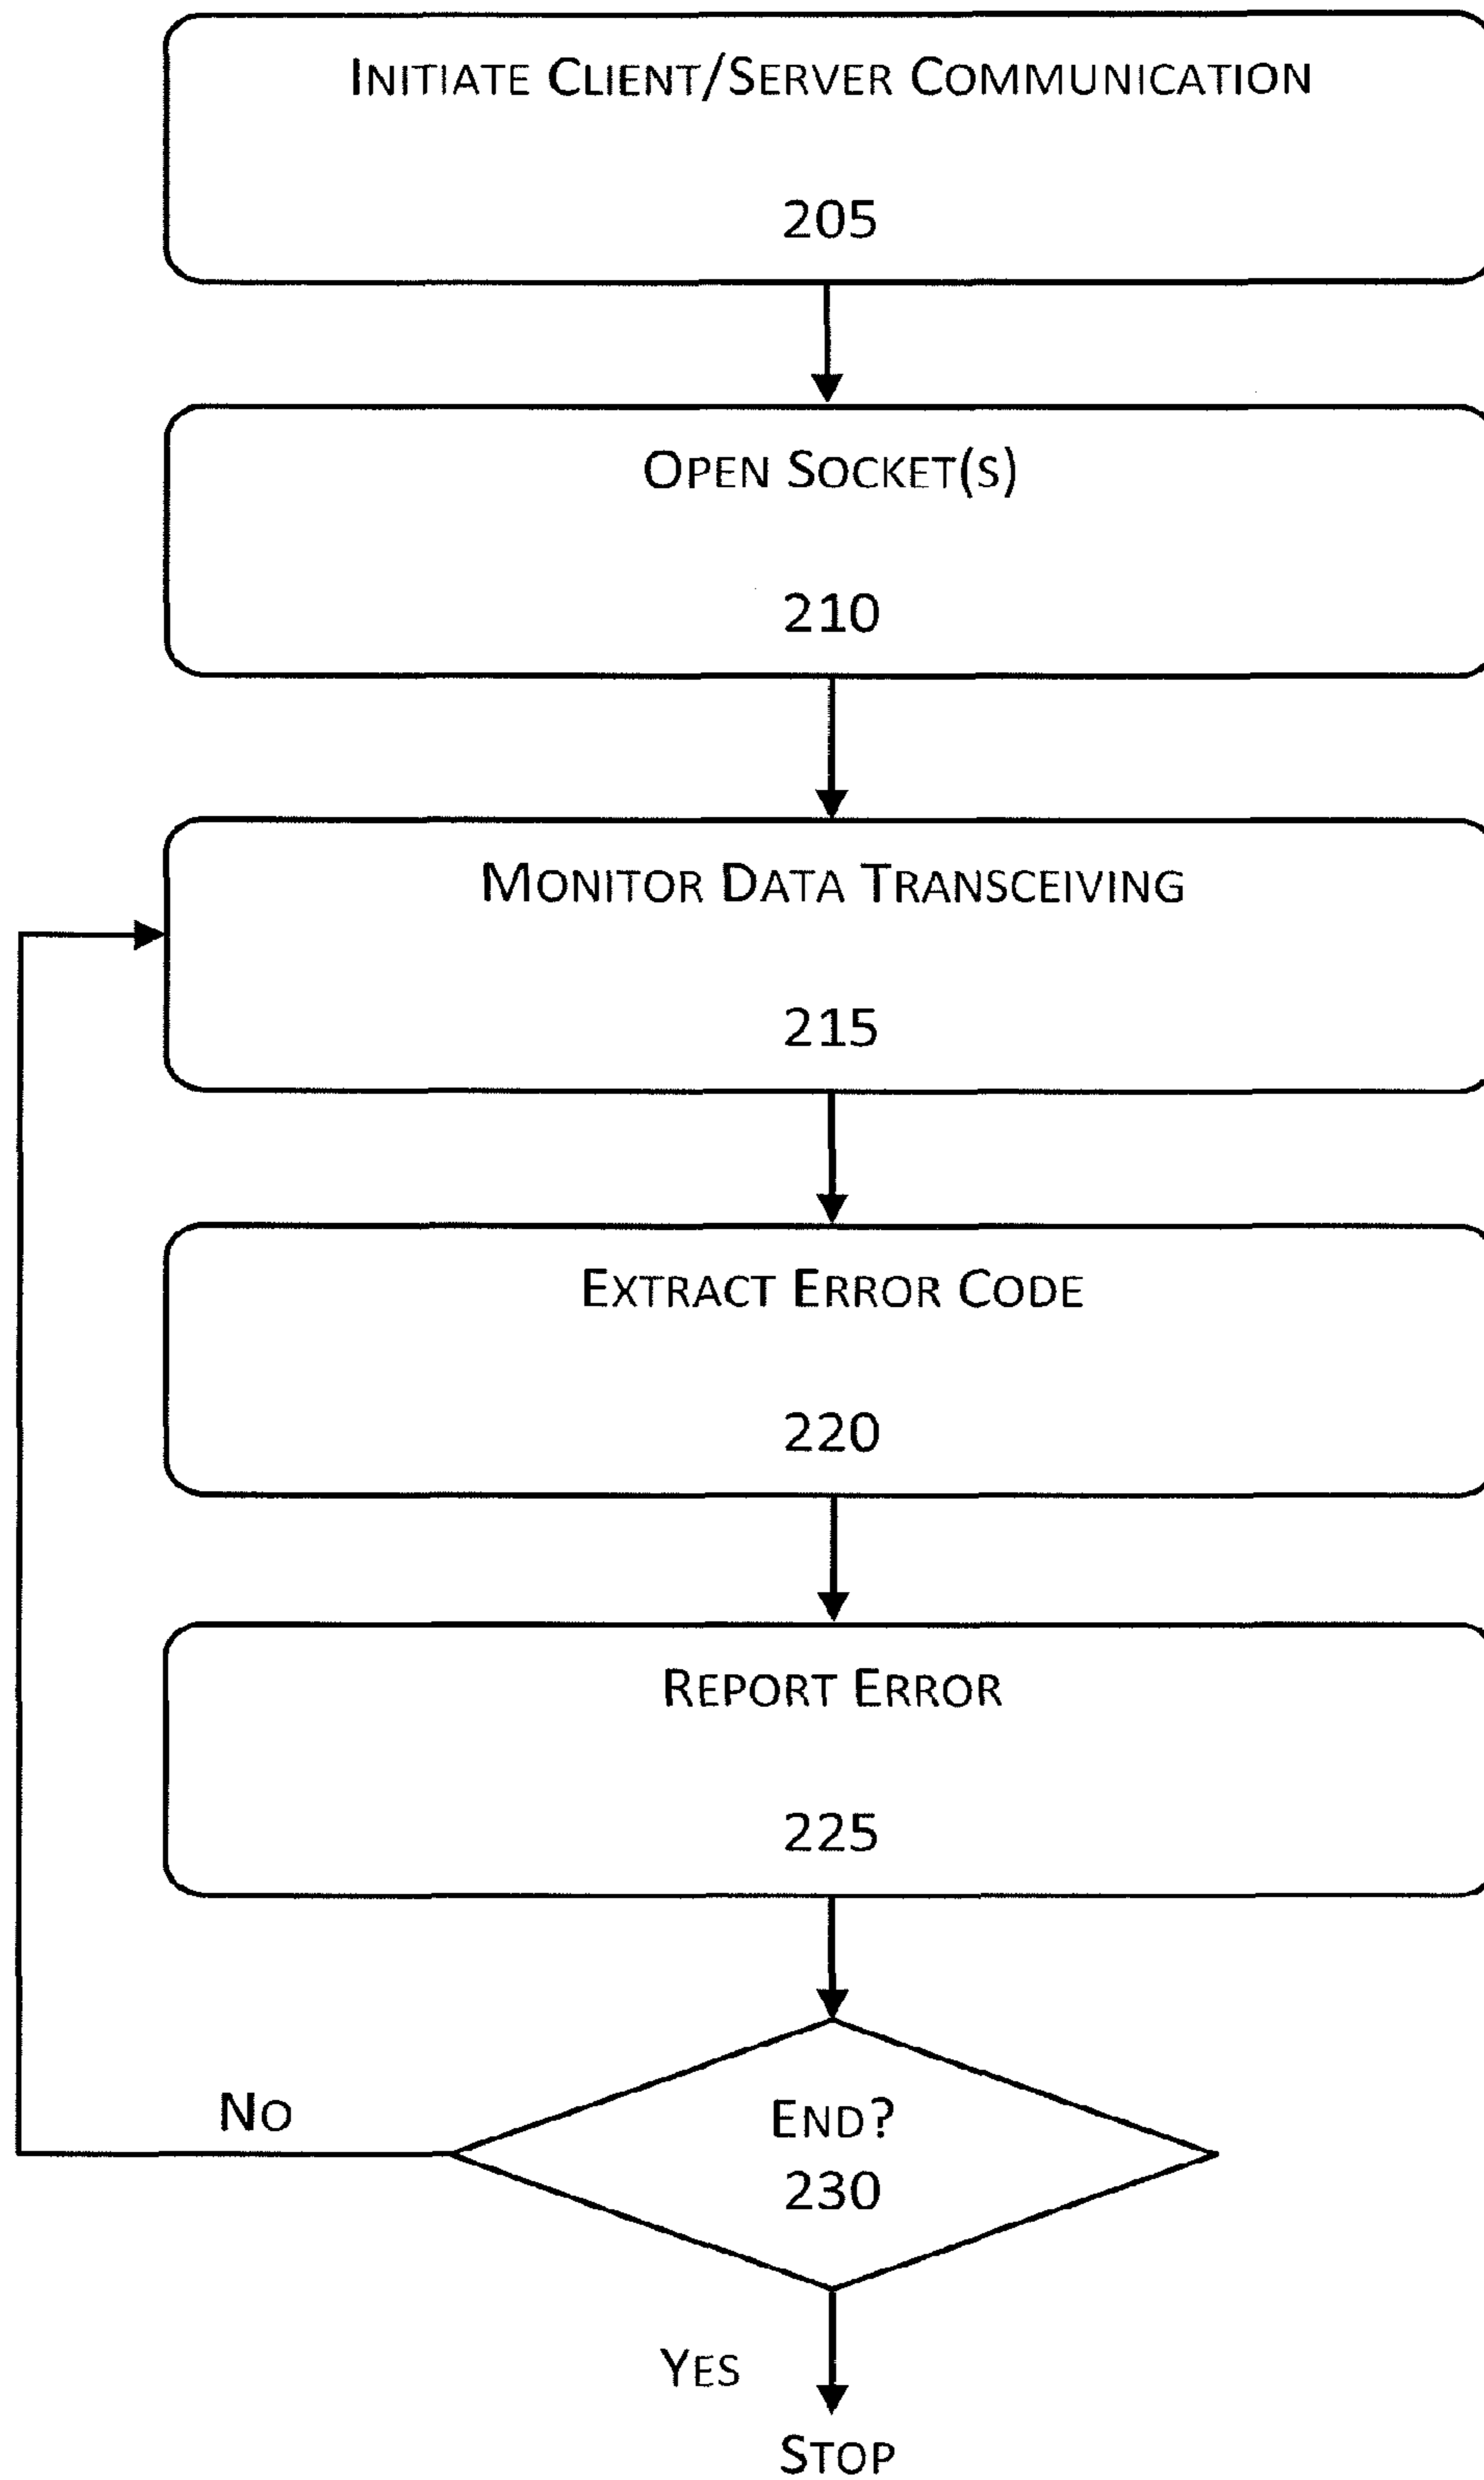 INITIATE CLIENT/SERVER COMMUNICATION
205
OPEN SOCKET(S)
210
MONITOR DATA TRANSCEIVING
215
EXTRACT ERROR CODE
220
REPORT ERROR
225
END?
230
NO
YES
STOP